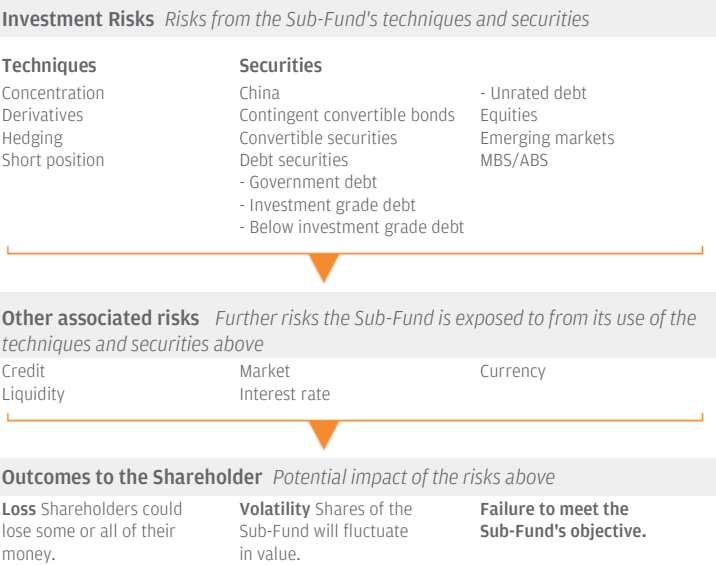 Investment Risks Risks from the Sub-Fund's techniques and securities
Techniques
Concentration
Derivatives
Hedging
Short position
Securities
China
Contingent convertible bonds
Convertible securities
Debt securities
- Government debt
- Investment grade debt
- Below investment grade debt
- Unrated debt
Equities
Emerging markets
MBS/ABS
Other associated risks Further risks the Sub-Fund is exposed to from its use of the
techniques and securities above
Credit
Liquidity
Market
Interest rate
Currency
Outcomes to the Shareholder Potential impact of the risks above
Loss Shareholders could
lose some or all of their
money.
Volatility Shares of the
Sub-Fund will fluctuate
in value.
Failure to meet the
Sub-Fund's objective.